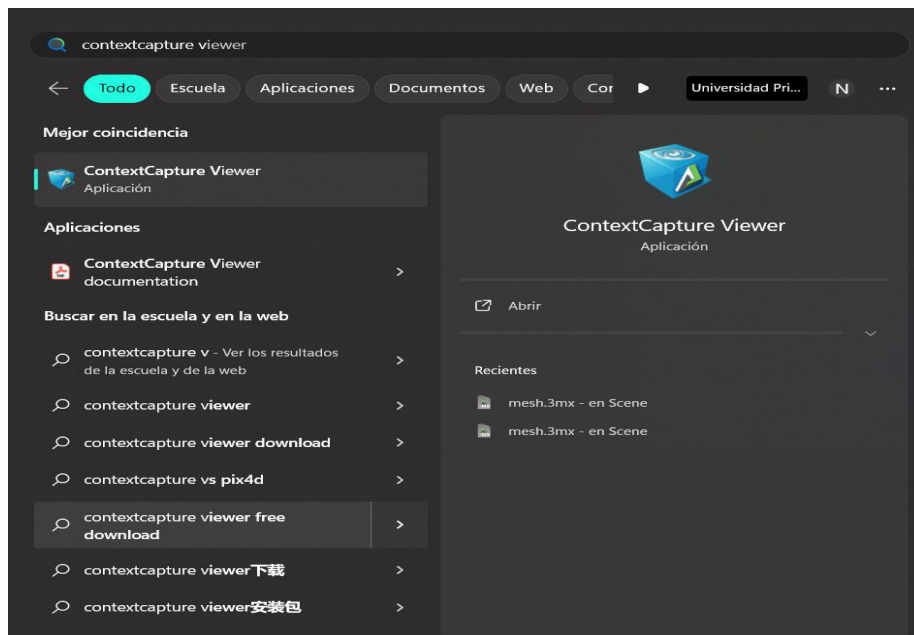 contextcapture viewer
Todo Escuela Aplicaciones Documentos Web Cor Universidad Pri... N ...
Mejor coincidencia
ContextCapture Viewer
Aplicación
Aplicaciones
ContextCapture Viewer
documentation
Buscar en la escuela y en la web
contextcapture v - Ver los resultados
de la escuela y de la web
contextcapture viewer
contextcapture viewer download
contextcapture vs pix4d
contextcapture viewer free
download
contextcapture viewer下载
contextcapture viewer安装包
ContextCapture Viewer
Aplicación
Abrir
Recientes
mesh.3mx - en Scene
mesh.3mx - en Scene